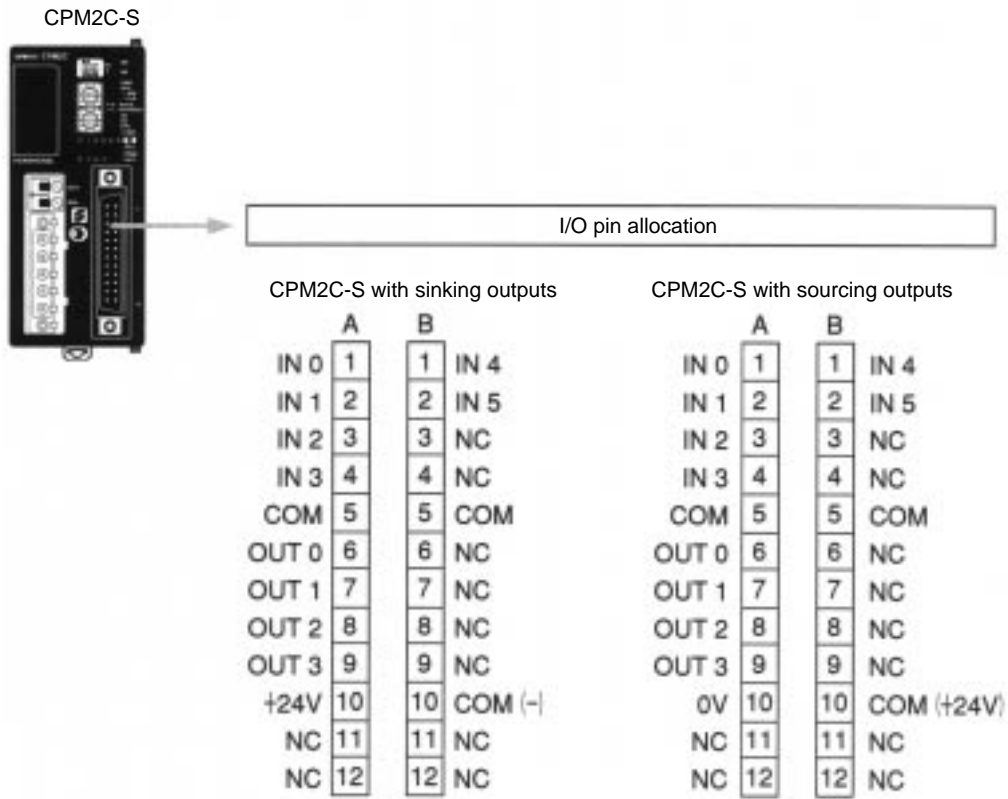 CPM2C-S
I/O pin allocation
CPM2C-S with sinking outputs
A B
IN 0 1 1 IN 4
IN 1 2 2 IN 5
IN 2 3 3 NC
IN 3 4 4 NC
COM 5 5 COM
OUT 0 6 6 NC
OUT 1 7 7 NC
OUT 2 8 8 NC
OUT 3 9 9 NC
+24V 10 10 COM (-)
NC 11 11 NC
NC 12 12 NC
CPM2C-S with sourcing outputs
A B
IN 0 1 1 IN 4
IN 1 2 2 IN 5
IN 2 3 3 NC
IN 3 4 4 NC
COM 5 5 COM
OUT 0 6 6 NC
OUT 1 7 7 NC
OUT 2 8 8 NC
OUT 3 9 9 NC
0V 10 10 COM (+24V)
NC 11 11 NC
NC 12 12 NC